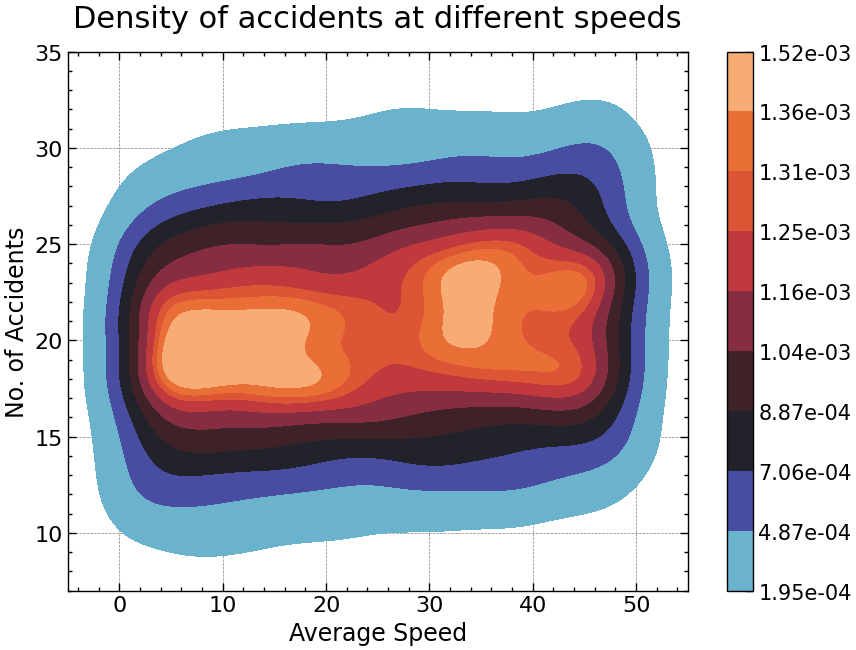 Density of accidents at different speeds
35
30
25
20
15
10
No. of Accidents
0 10 20 30 40 50
Average Speed
1.52e-03
1.36e-03
1.31e-03
1.25e-03
1.16e-03
1.04e-03
8.87e-04
7.06e-04
4.87e-04
1.95e-04